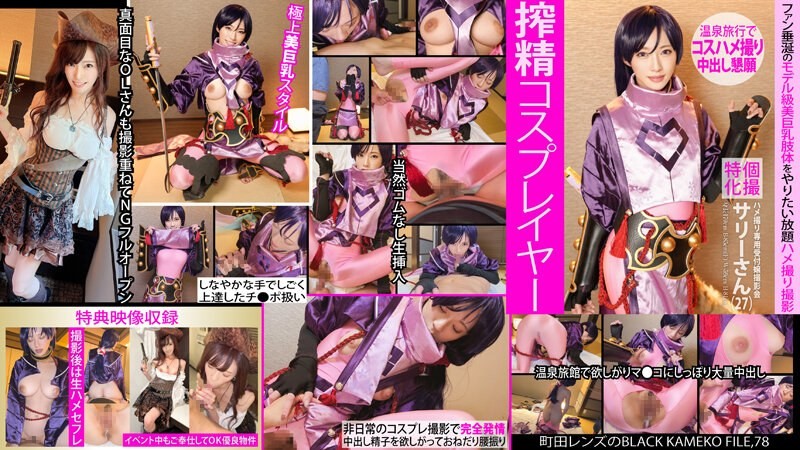 真面目なOLさんも撮影重ねてNGフルオープン
極上美巨乳スタイル
しなやかな手でしごく
上達したチ●ポ扱い
当然ゴムなし生挿入
特典映像収録
撮影後は生ハメセフレ
イベント中もご奉仕してOK優良物件
非日常のコスプレ撮影で完全発情
中出し精子を欲しがっておねだり腰振り
搾精コスプレイヤー
温泉旅行で
コスハメ撮り
中出し懇願
ファン垂涎のモデル級美巨乳肢体をやりたい放題ハメ撮り撮影
個撮
特化
ハメ撮り専用受付嬢撮影会
サリーさん(27)
温泉旅館で欲しがりマ●ヨにしっぽり大量中出し
町田レンズのBLACK KAMEKO FILE,78